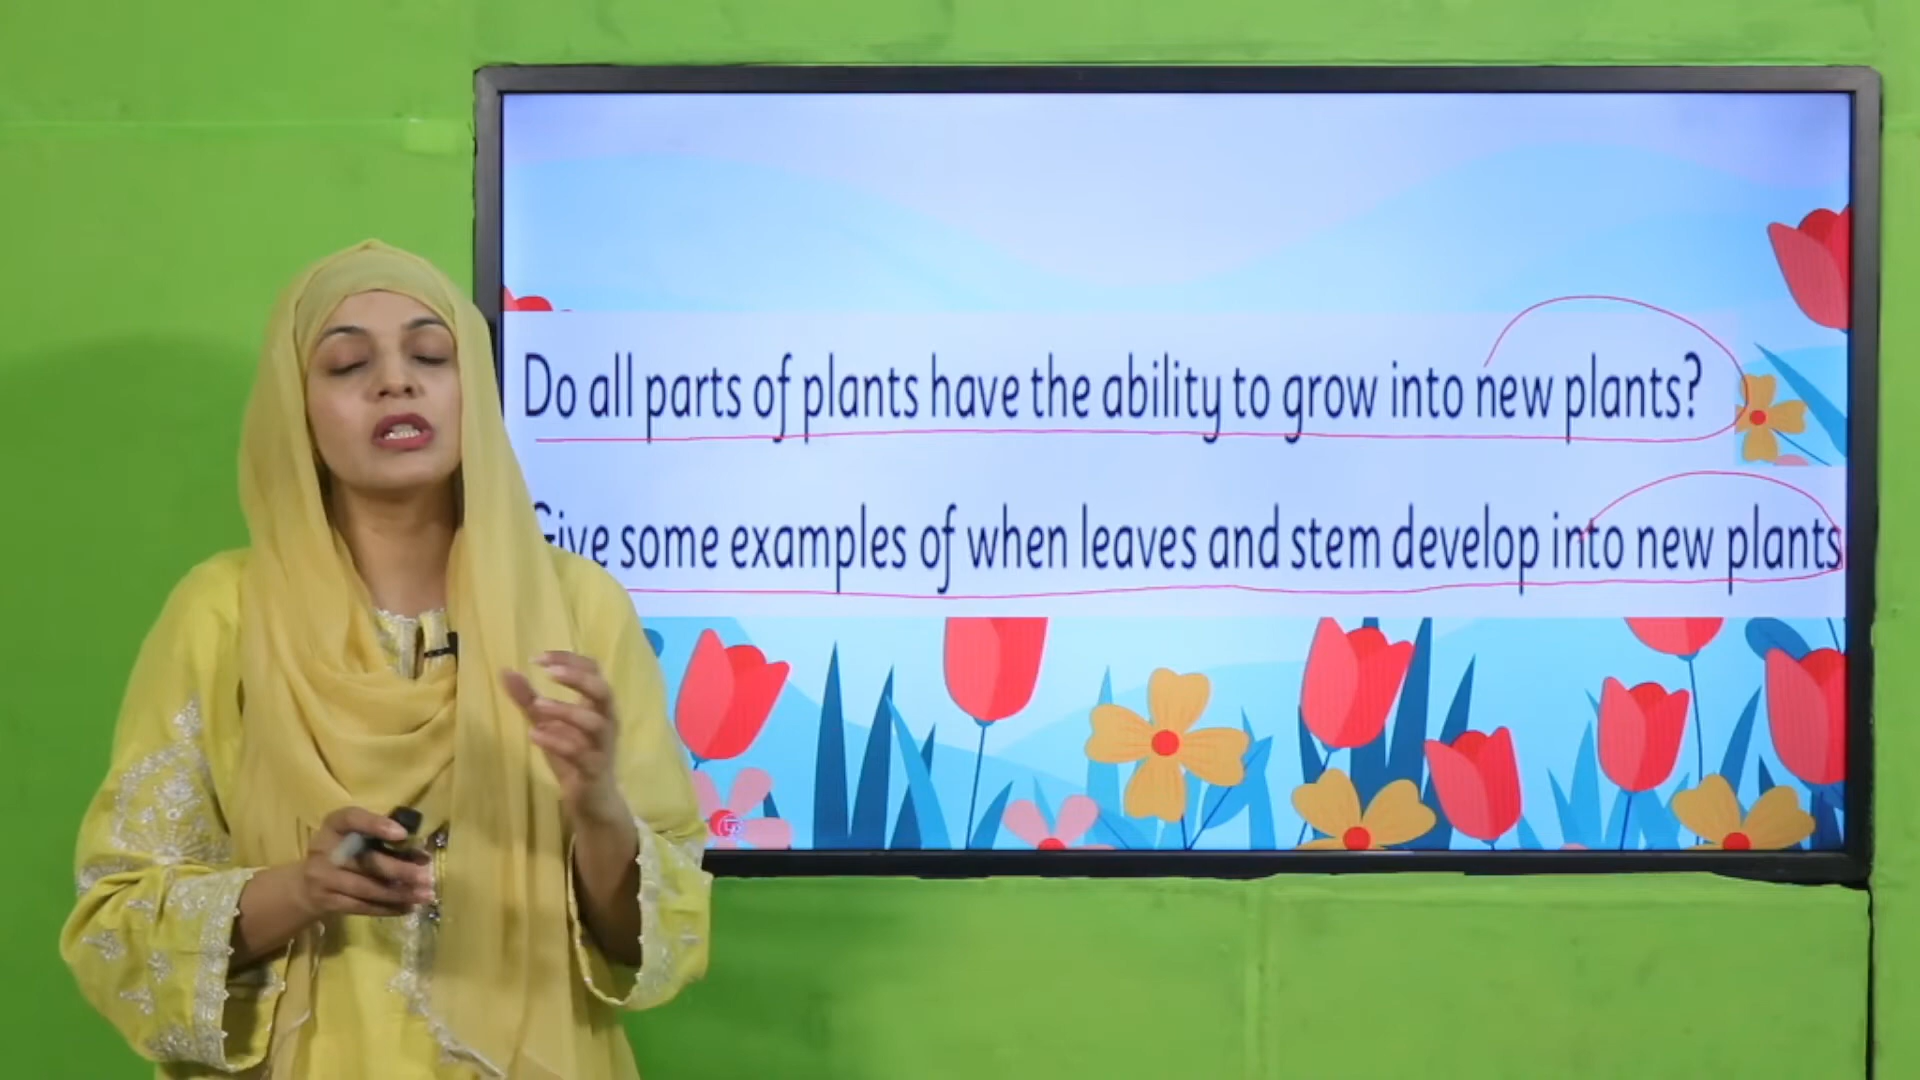 Do all parts of plants have the ability to grow into new plants?
Give some examples of when leaves and stem develop into new plants